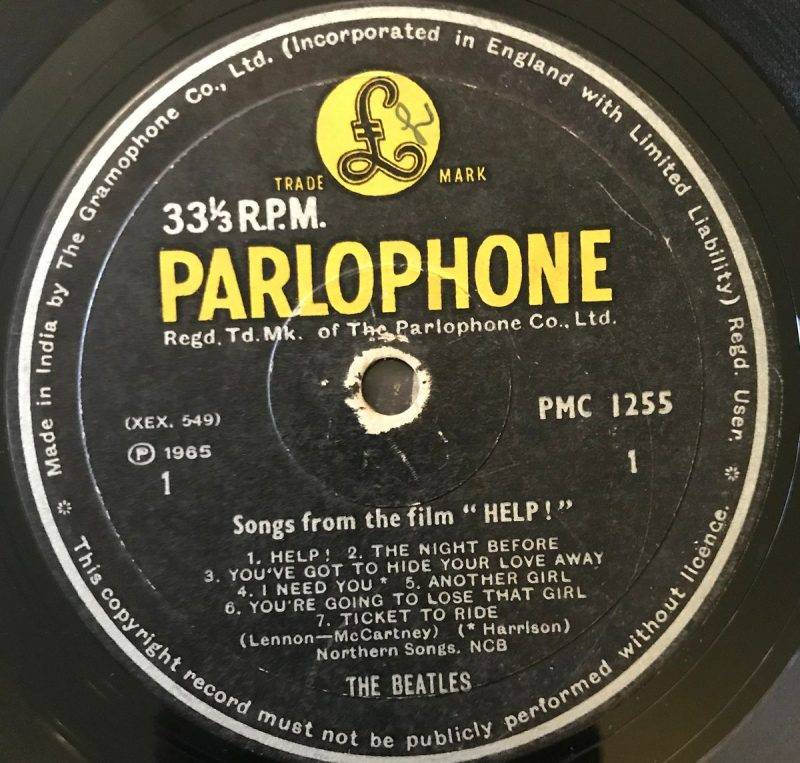 Made in India by The Gramophone Co., Ltd. (Incorporated in England with Limited Liability) Regd. User.
£
TRADE MARK
33⅓ R.P.M.
PARLOPHONE
Regd. Td. Mk. of The Parlophone Co., Ltd.
(XEX. 549)
PMC 1255
Ⓟ 1965
1
1
Songs from the film "HELP!"
1. HELP! 2. THE NIGHT BEFORE
3. YOU'VE GOT TO HIDE YOUR LOVE AWAY
4. I NEED YOU * 5. ANOTHER GIRL
6. YOU'RE GOING TO LOSE THAT GIRL
7. TICKET TO RIDE
(Lennon—McCartney) (* Harrison)
Northern Songs. NCB
THE BEATLES
* This copyright record must not be publicly performed without licence. *